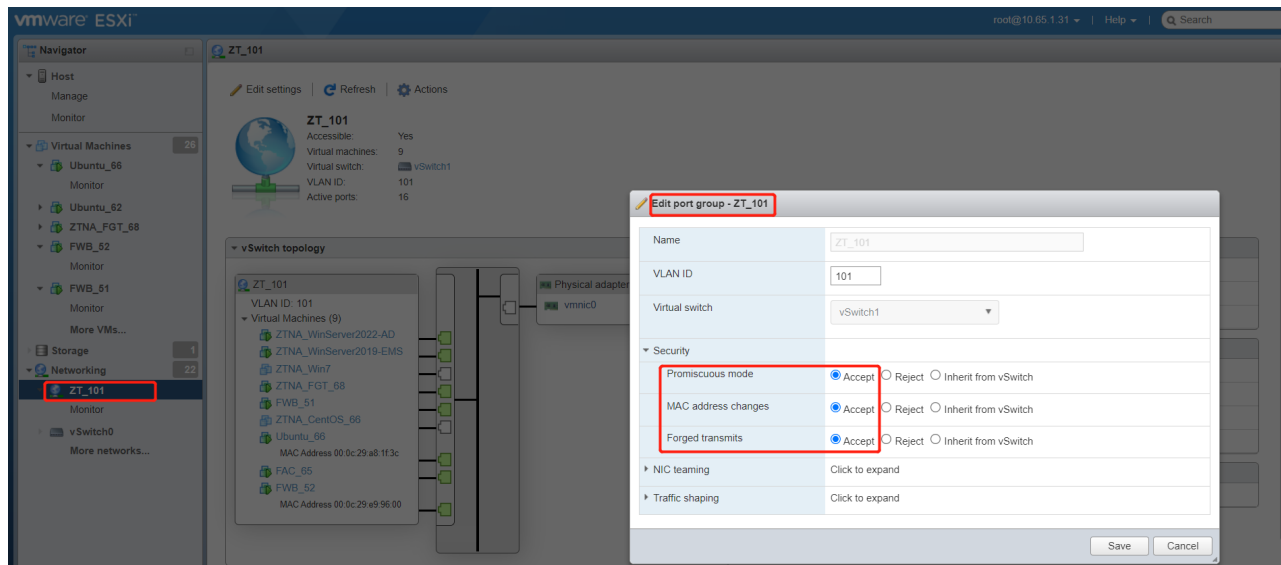 vmware ESXi™
root@10.65.1.31 | Help | Search
Navigator
Host
Manage
Monitor
Virtual Machines 26
Ubuntu_66
Monitor
Ubuntu_62
ZTNA_FGT_68
FWB_52
Monitor
FWB_51
Monitor
More VMs...
Storage 1
Networking 22
ZT_101
Monitor
vSwitch0
More networks...
ZT_101
Edit settings | Refresh | Actions
ZT_101
Accessible: Yes
Virtual machines: 9
Virtual switch: vSwitch1
VLAN ID: 101
Active ports: 16
vSwitch topology
ZT_101
VLAN ID: 101
Virtual Machines (9)
ZTNA_WinServer2022-AD
ZTNA_WinServer2019-EMS
ZTNA_Win7
ZTNA_FGT_68
FWB_51
ZTNA_CentOS_66
Ubuntu_66
MAC Address 00:0c:29:a8:1f:3c
FAC_65
FWB_52
MAC Address 00:0c:29:e9:96:00
Physical adapter
vmnic0
Edit port group - ZT_101
Name ZT_101
VLAN ID 101
Virtual switch vSwitch1
Security
Promiscuous mode Accept Reject Inherit from vSwitch
MAC address changes Accept Reject Inherit from vSwitch
Forged transmits Accept Reject Inherit from vSwitch
NIC teaming Click to expand
Traffic shaping Click to expand
Save Cancel